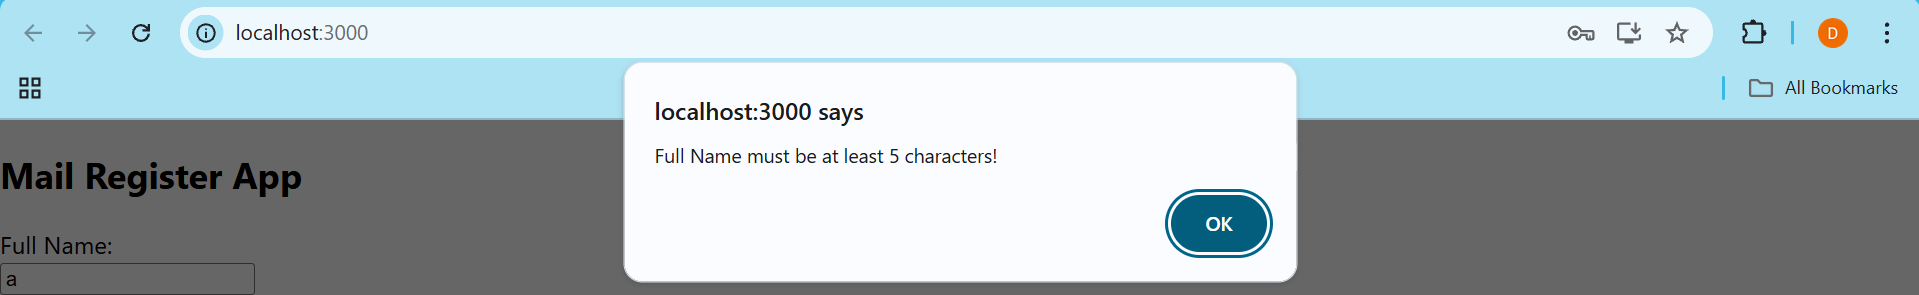 localhost:3000
D
All Bookmarks
localhost:3000 says
Full Name must be at least 5 characters!
OK
Mail Register App
Full Name:
a